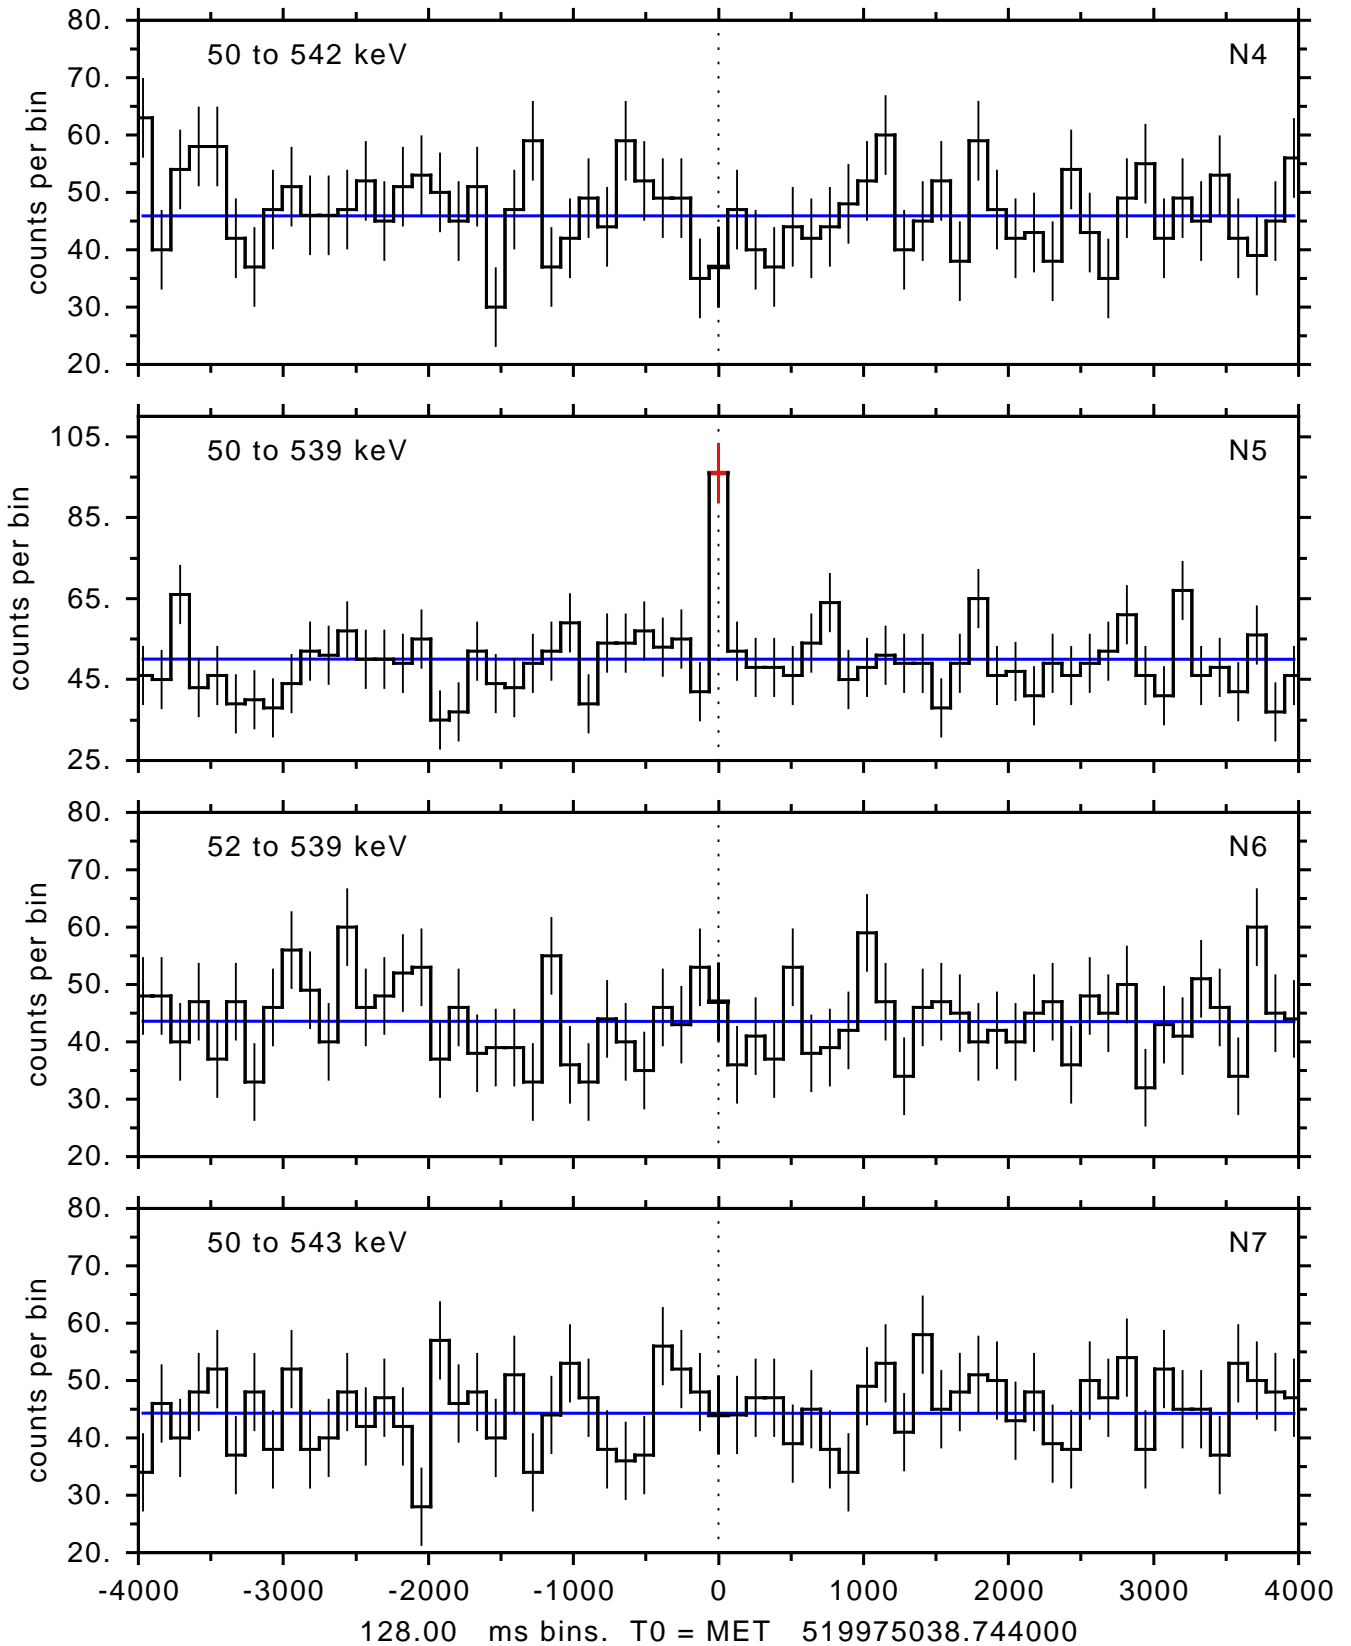 80.
50 to 542 keV N4
70.
60.
50.
40.
30.
20.
counts per bin
105.
50 to 539 keV N5
85.
65.
45.
25.
counts per bin
80.
52 to 539 keV N6
70.
60.
50.
40.
30.
20.
counts per bin
80.
50 to 543 keV N7
70.
60.
50.
40.
30.
20.
counts per bin
-4000 -3000 -2000 -1000 0 1000 2000 3000 4000
128.00 ms bins. T0 = MET 519975038.744000